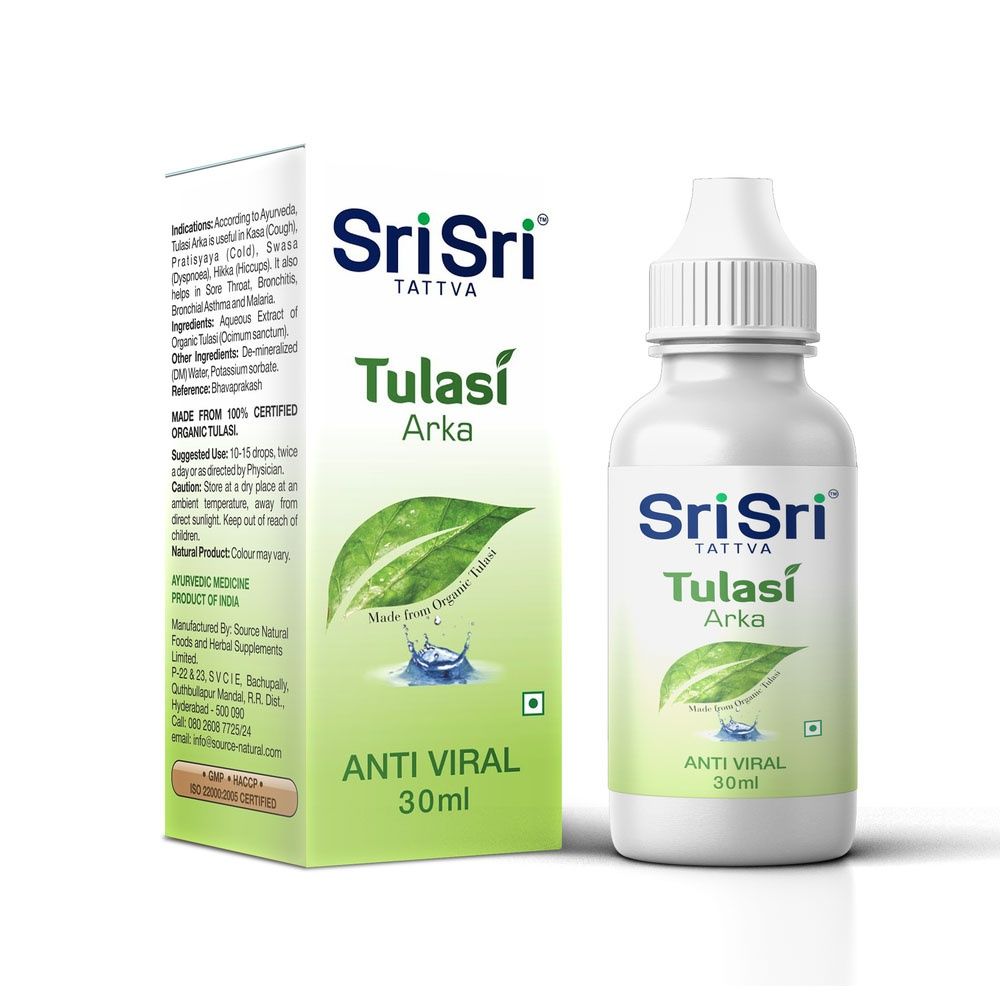 Indications: According to Ayurveda,
Tulasi Arka is useful in Kasa (Cough),
Pratisyaya (Cold), Swasa
(Dyspnoea), Hikka (Hiccups). It also
helps in Sore Throat, Bronchitis,
Bronchial Asthma and Malaria.
Ingredients: Aqueous Extract of
Organic Tulasi (Ocimum sanctum).
Other Ingredients: De-mineralized
(DM) Water, Potassium sorbate.
Reference: Bhavaprakash
MADE FROM 100% CERTIFIED
ORGANIC TULASI.
Suggested Use: 10-15 drops, twice
a day or as directed by Physician.
Caution: Store at a dry place at an
ambient temperature, away from
direct sunlight. Keep out of reach of
children.
Natural Product: Colour may vary.
AYURVEDIC MEDICINE
PRODUCT OF INDIA
Manufactured By: Source Natural
Foods and Herbal Supplements
Limited.
P-22 & 23, S V C I E, Bachupally,
Quthbullapur Mandal, R.R. Dist.,
Hyderabad - 500 090
Call: 080 2608 7725/24
email: info@source-natural.com
• GMP • HACCP •
ISO 22000:2005 CERTIFIED
Sri Sri™
TATTVA
Tulasi
Arka
Made from Organic Tulasi
ANTI VIRAL
30ml
Sri Sri™
TATTVA
Tulasi
Arka
Made from Organic Tulasi
ANTI VIRAL
30ml